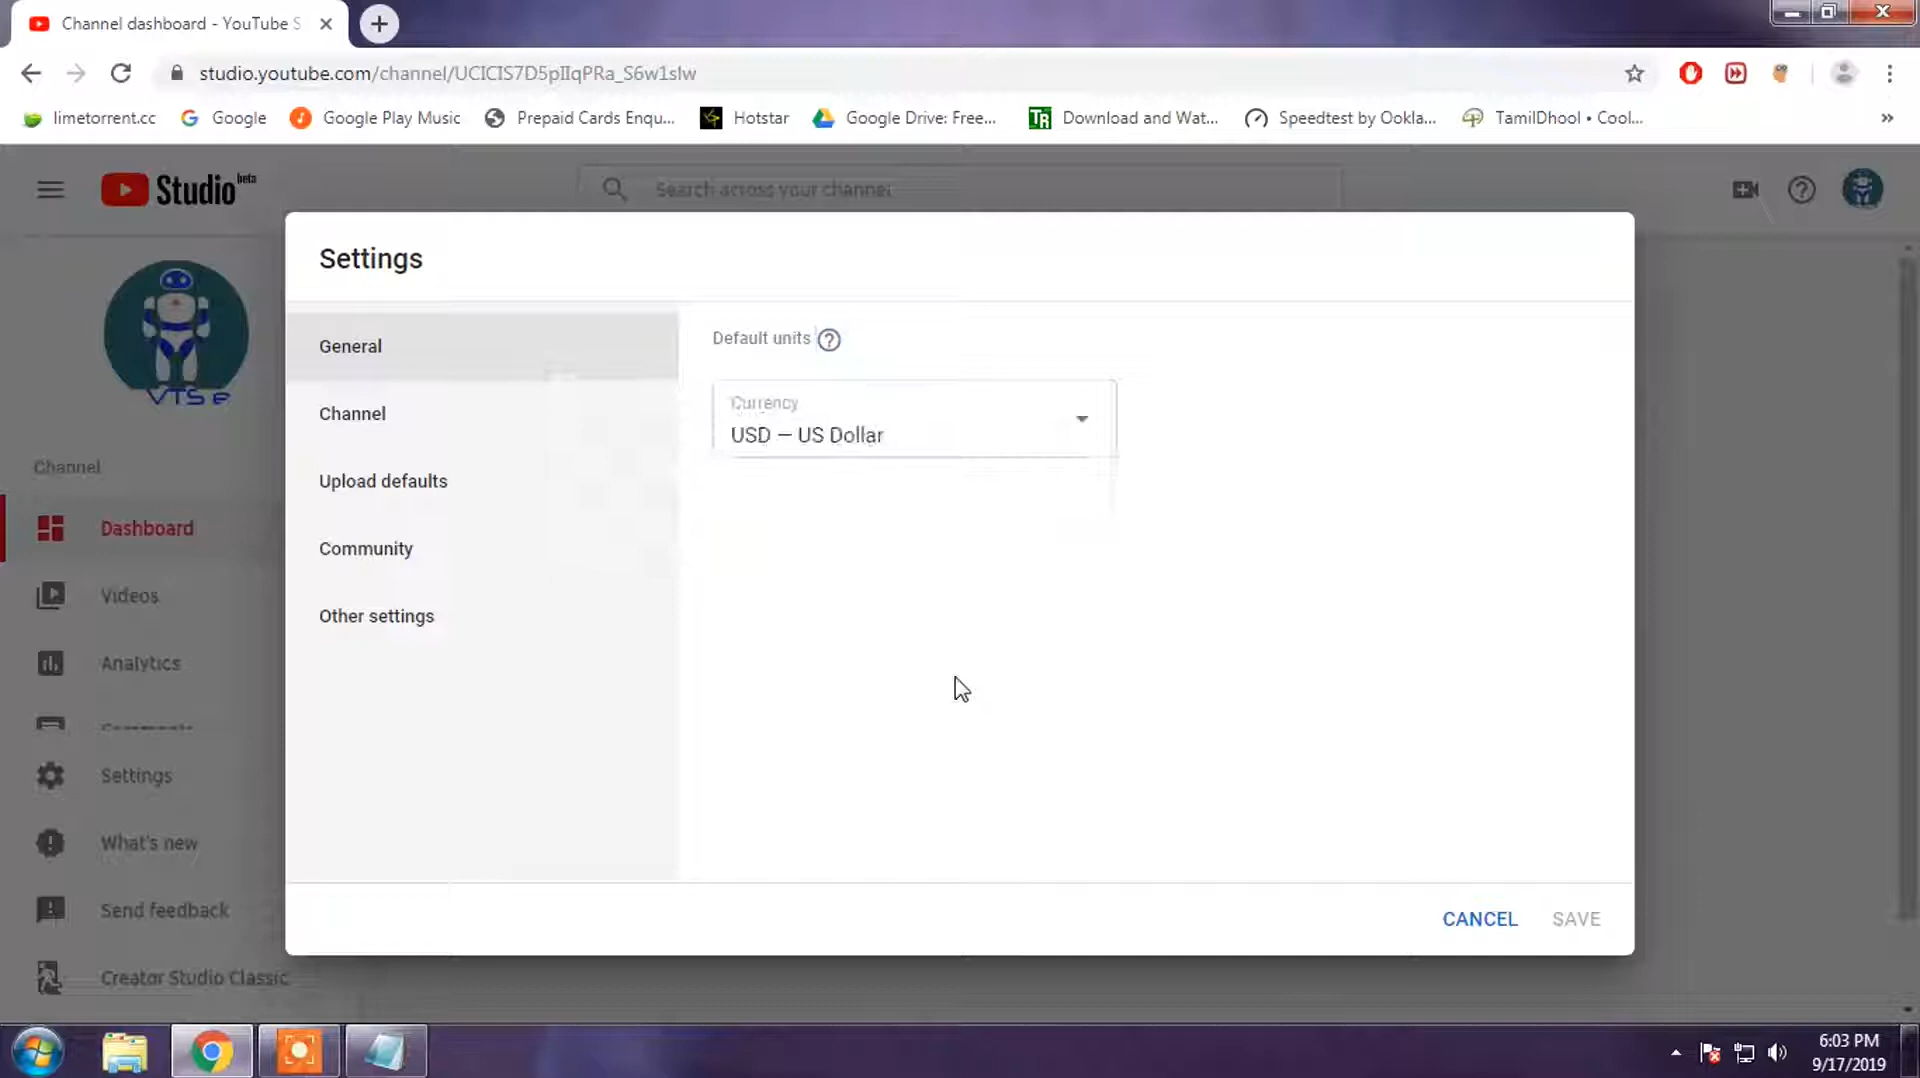 Channel dashboard - YouTube S
studio.youtube.com/channel/UCICIS7D5pIIqPRa_S6w1slw
limetorrent.cc
Google
Google Play Music
Prepaid Cards Enqu...
Hotstar
Google Drive: Free...
TR
Download and Wat...
Speedtest by Ookla...
TamilDhool • Cool...
»
Studio beta
Search across your channel
Settings
VTS e
General
Default units
Channel
Currency
USD — US Dollar
Channel
Upload defaults
Dashboard
Community
Videos
Other settings
Analytics
Comments
Settings
What's new
Send feedback
CANCEL
SAVE
Creator Studio Classic
6:03 PM
9/17/2019